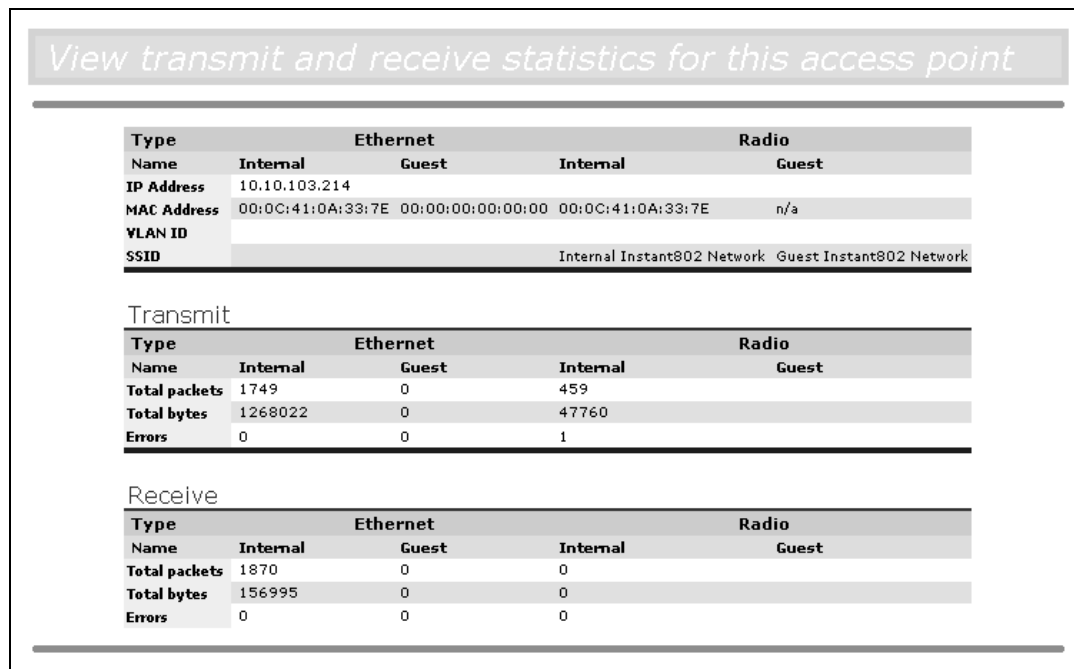 View transmit and receive statistics for this access point
Type Ethernet Radio
Name Internal Guest Internal Guest
IP Address 10.10.103.214
MAC Address 00:0C:41:0A:33:7E 00:00:00:00:00:00 00:0C:41:0A:33:7E n/a
VLAN ID
SSID Internal Instant802 Network Guest Instant802 Network
Transmit
Type Ethernet Radio
Name Internal Guest Internal Guest
Total packets 1749 0 459
Total bytes 1268022 0 47760
Errors 0 0 1
Receive
Type Ethernet Radio
Name Internal Guest Internal Guest
Total packets 1870 0 0
Total bytes 156995 0 0
Errors 0 0 0